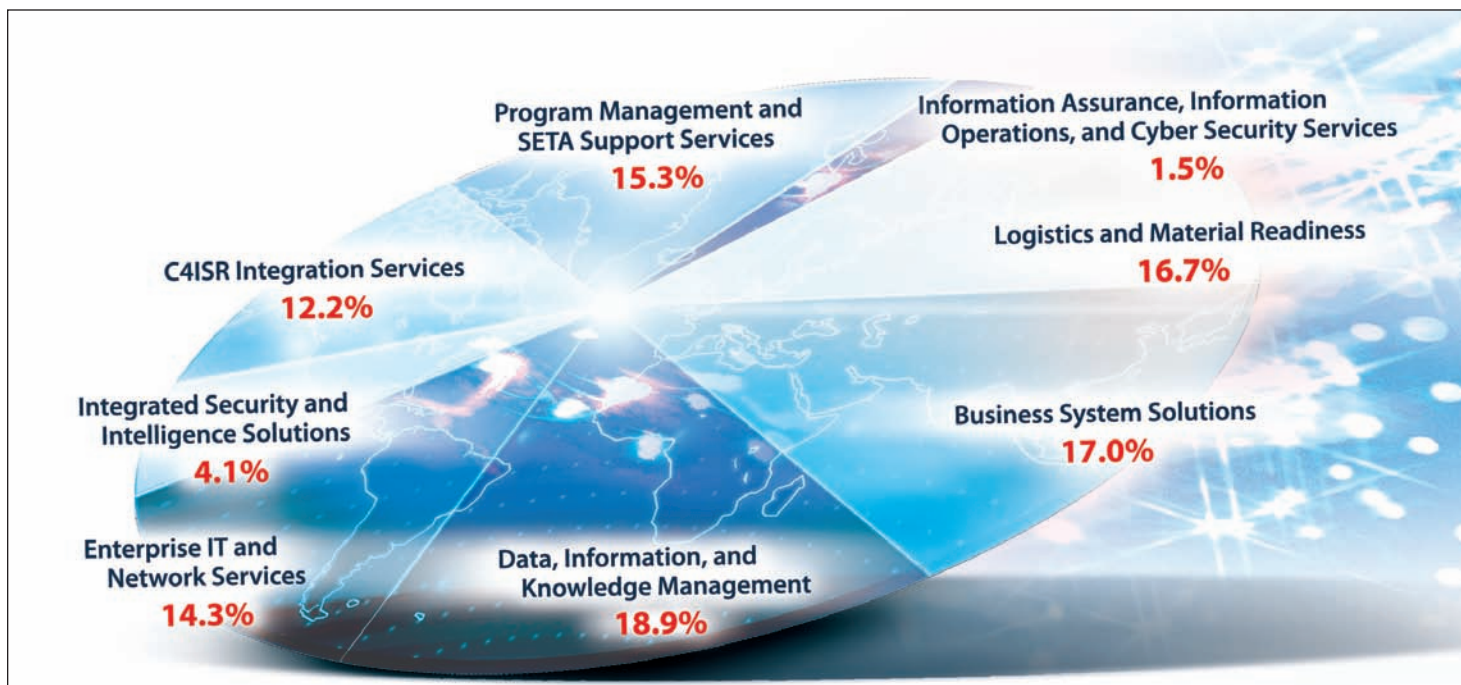 Program Management and
SETA Support Services
15.3%
Information Assurance, Information
Operations, and Cyber Security Services
1.5%
Logistics and Material Readiness
16.7%
C4ISR Integration Services
12.2%
Integrated Security and
Intelligence Solutions
4.1%
Business System Solutions
17.0%
Enterprise IT and
Network Services
14.3%
Data, Information, and
Knowledge Management
18.9%